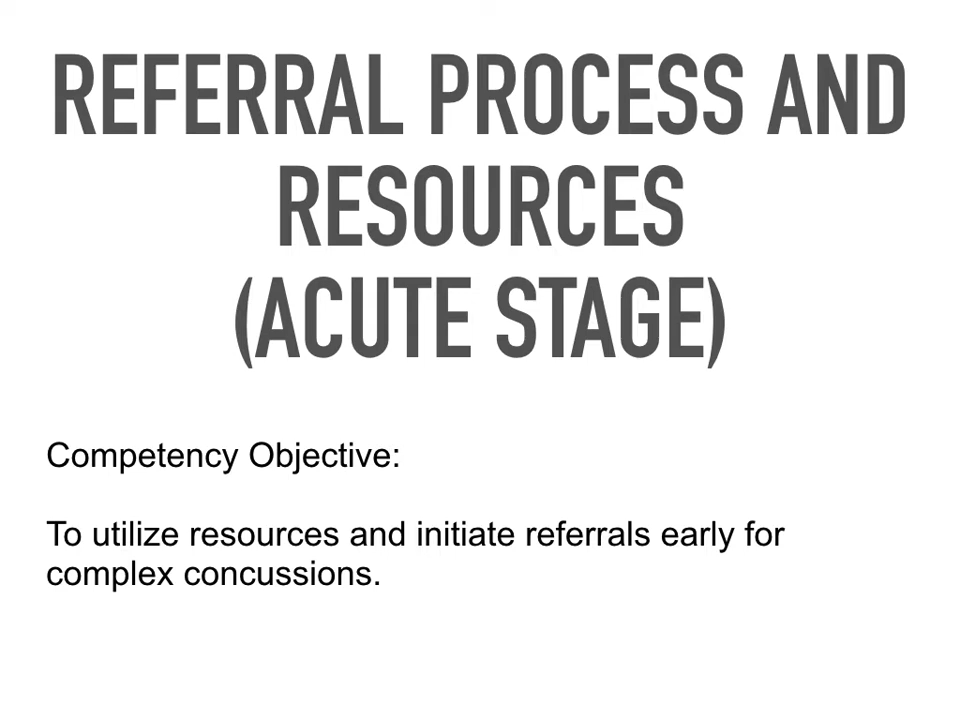 REFERRAL PROCESS AND
RESOURCES
(ACUTE STAGE)
Competency Objective:
To utilize resources and initiate referrals early for
complex concussions.